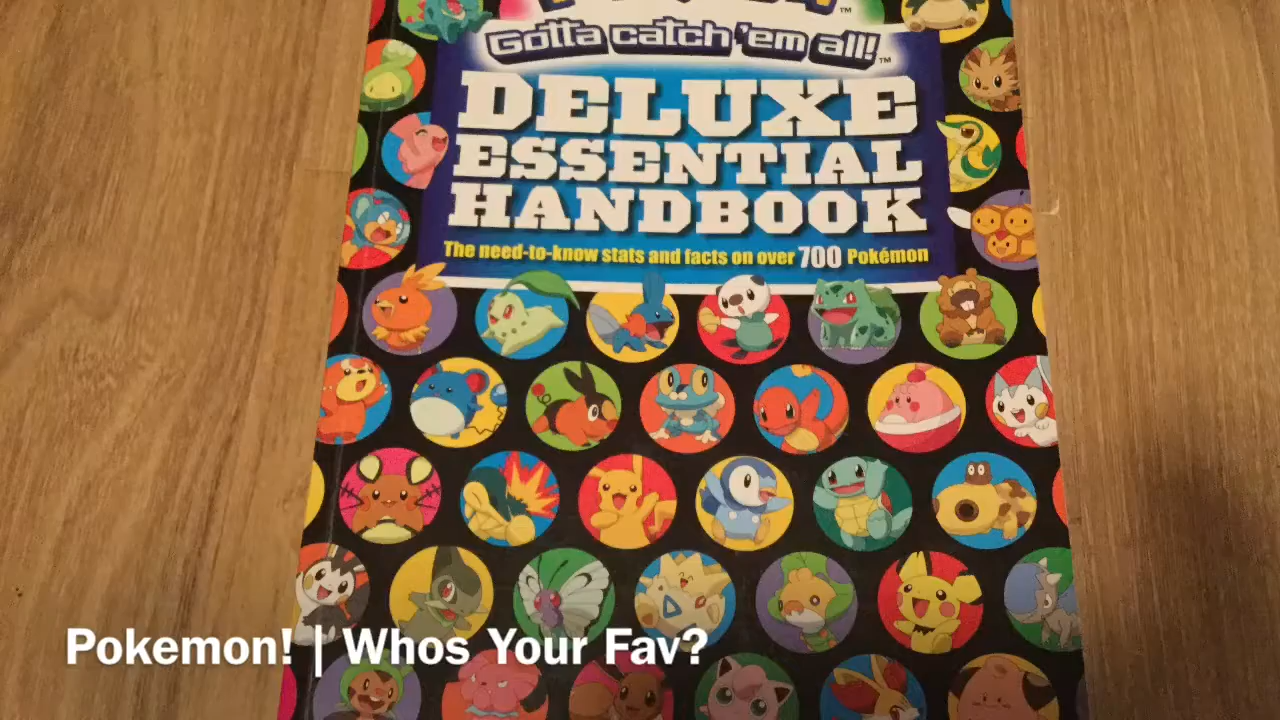 Gotta catch 'em all! TM
DELUXE
ESSENTIAL
HANDBOOK
The need-to-know stats and facts on over 700 Pokémon
Pokemon! | Whos Your Fav?